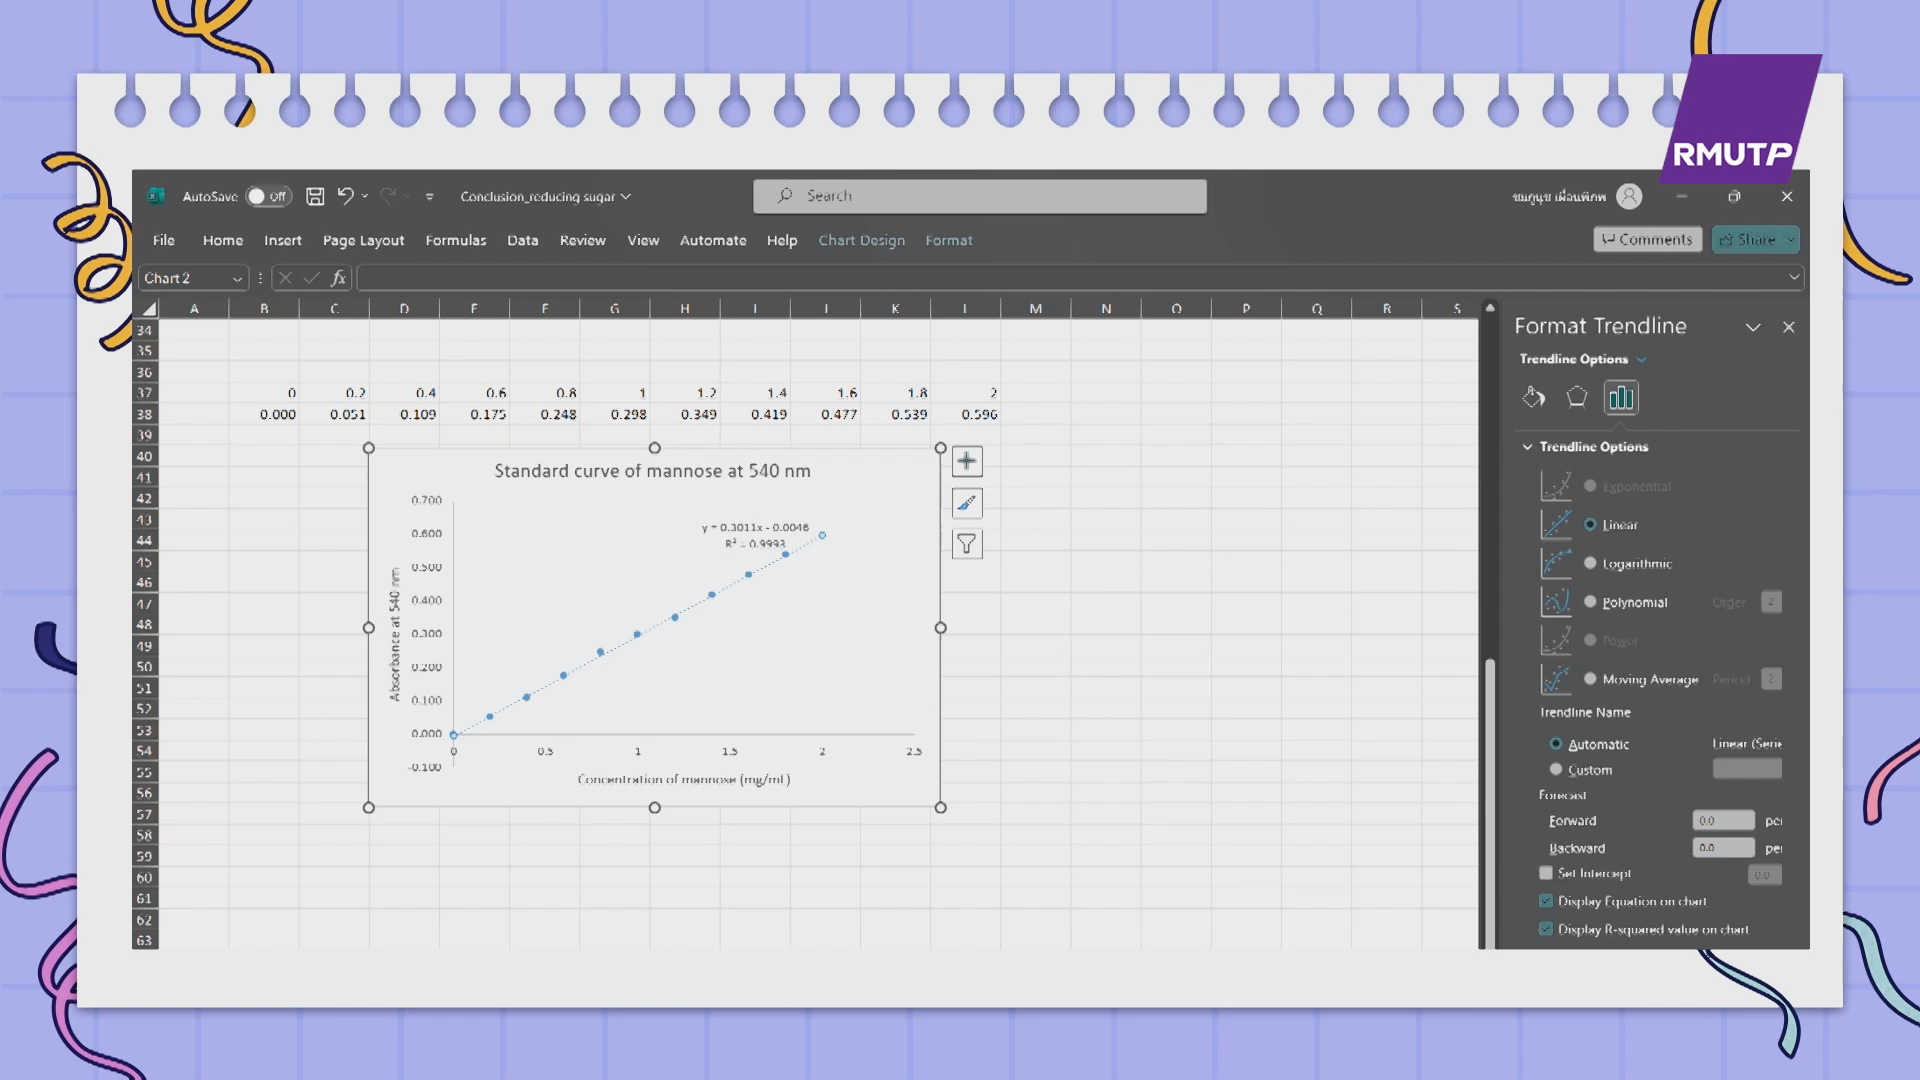 RMUTP
AutoSave Off Conclusion_reducing sugar Search
File Home Insert Page Layout Formulas Data Review View Automate Help Chart Design Format Comments Share
Chart 2 fx
A B C D E F G H I J K L M N O P Q R S
34
35
36
37 0 0.2 0.4 0.6 0.8 1 1.2 1.4 1.6 1.8 2
38 0.000 0.051 0.109 0.175 0.248 0.298 0.349 0.419 0.477 0.539 0.596
39
40
41
42
43
44
45
46
47
48
49
50
51
52
53
54
55
56
57
58
59
60
61
62
63
Standard curve of mannose at 540 nm
0.700
0.600
0.500
0.400
0.300
0.200
0.100
0.000
-0.100
y = 0.3011x - 0.0046
R² = 0.9993
Absorbance at 540 nm
0 0.5 1 1.5 2 2.5
Concentration of mannose (mg/mL)
Format Trendline
Trendline Options
Trendline Options
Exponential
Linear
Logarithmic
Polynomial Order 2
Power
Moving Average Period 2
Trendline Name
Automatic Linear (Serie
Custom
Forecast
Forward 0.0 per
Backward 0.0 per
Set Intercept 0.0
Display Equation on chart
Display R-squared value on chart